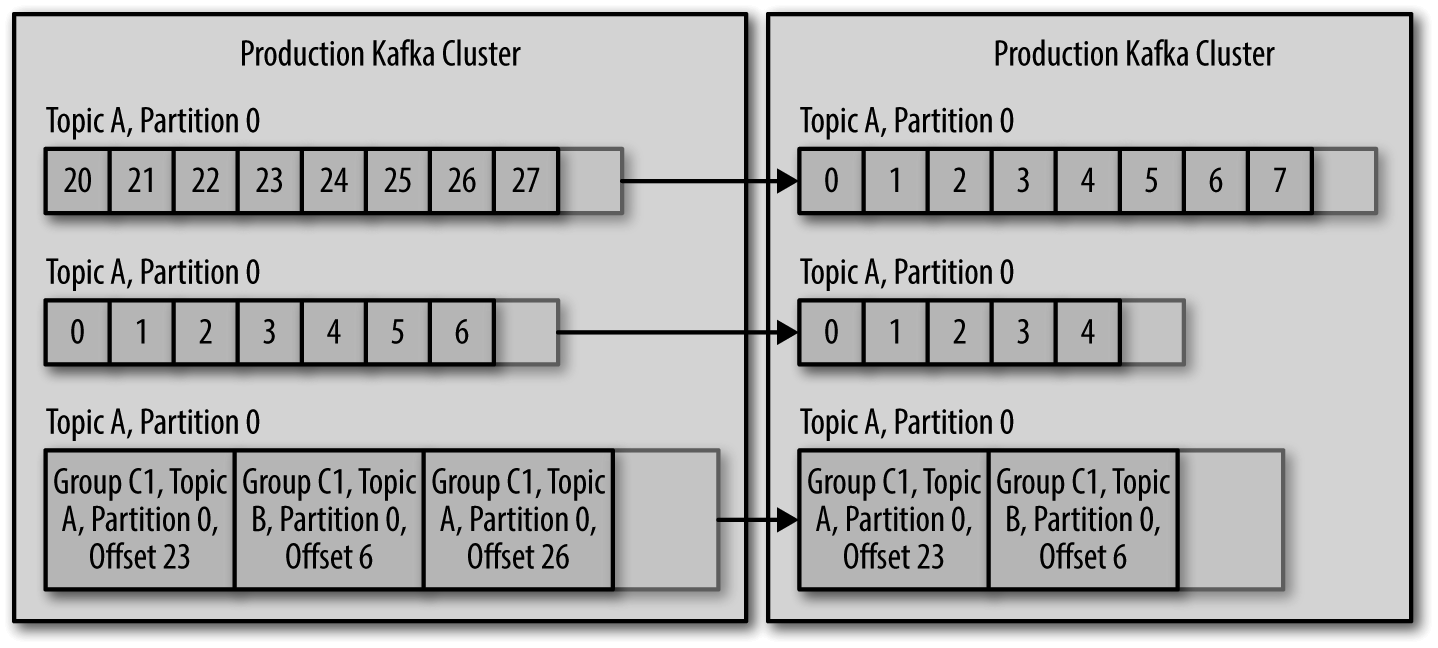 Production Kafka Cluster
Topic A, Partition 0
20 21 22 23 24 25 26 27
Topic A, Partition 0
0 1 2 3 4 5 6
Topic A, Partition 0
Group C1, Topic
A, Partition 0,
Offset 23
Group C1, Topic
B, Partition 0,
Offset 6
Group C1, Topic
A, Partition 0,
Offset 26
Production Kafka Cluster
Topic A, Partition 0
0 1 2 3 4 5 6 7
Topic A, Partition 0
0 1 2 3 4
Topic A, Partition 0
Group C1, Topic
A, Partition 0,
Offset 23
Group C1, Topic
B, Partition 0,
Offset 6